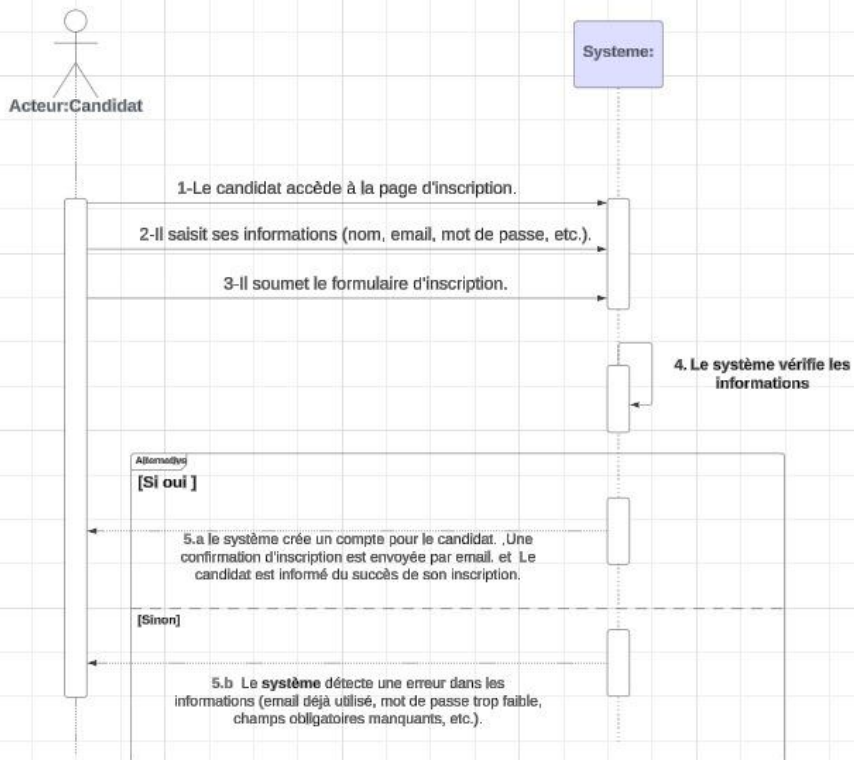 Systeme:
Acteur:Candidat
1-Le candidat accède à la page d'inscription.
2-Il saisit ses informations (nom, email, mot de passe, etc.).
3-Il soumet le formulaire d'inscription.
4. Le système vérifie les
informations
Alternative
[Si oui ]
5.a le système crée un compte pour le candidat. ,Une
confirmation d'inscription est envoyée par email. et Le
candidat est informé du succès de son inscription.
[Sinon]
5.b Le système détecte une erreur dans les
informations (email déjà utilisé, mot de passe trop faible,
champs obligatoires manquants, etc.).